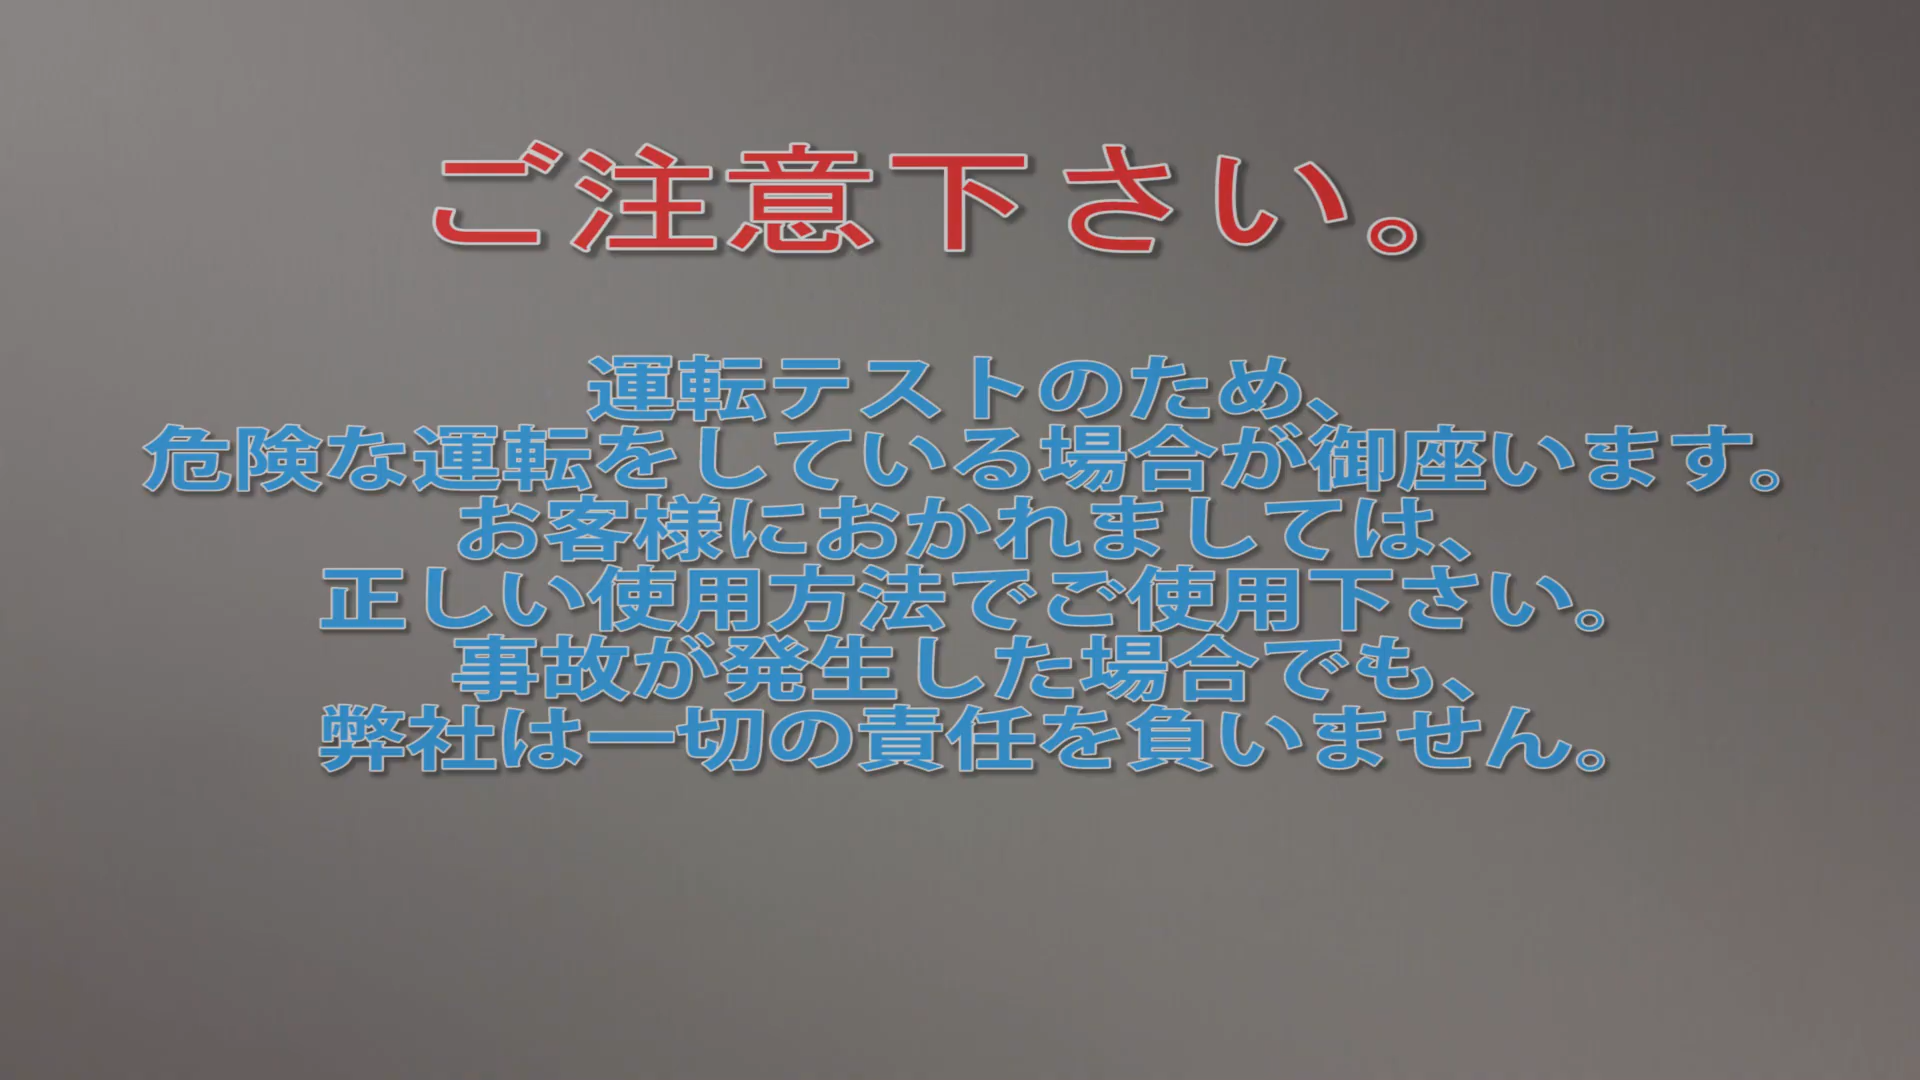 ご注意下さい。
運転テストのため、
危険な運転をしている場合が御座います。
お客様におかれましては、
正しい使用方法でご使用下さい。
事故が発生した場合でも、
弊社は一切の責任を負いません。